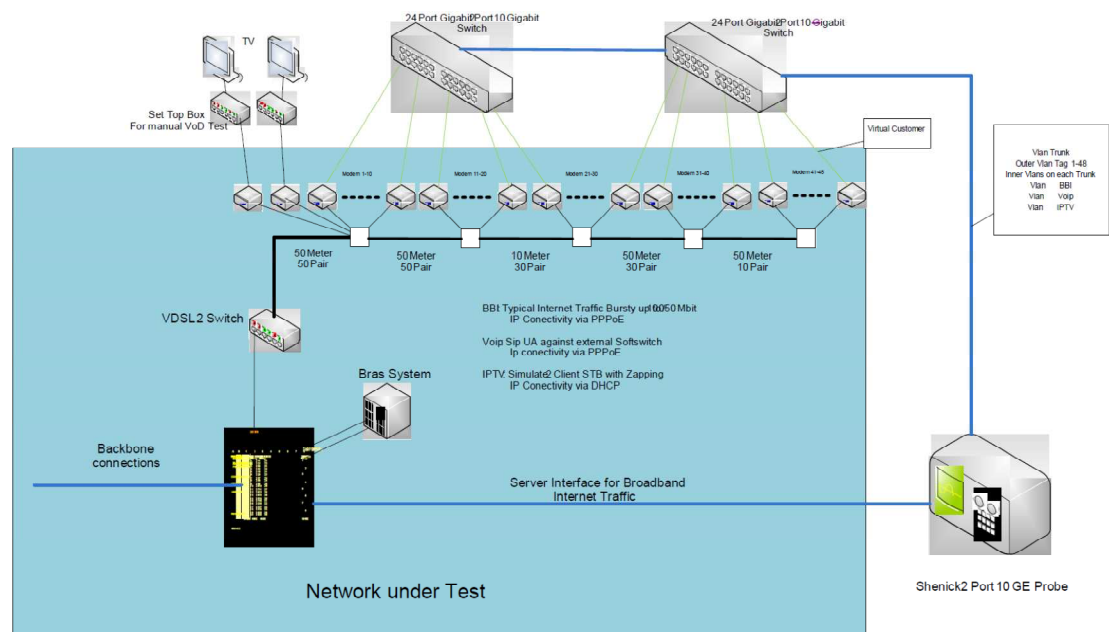 24 Port Gigabit 2 Port 10 Gigabit
Switch
24 Port Gigabit 2 Port 10 Gigabit
Switch
TV
Set Top Box
For manual VoD Test
Virtual Customer
Vlan Trunk
Outer Vlan Tag 1-48
Inner Vlans on each Trunk
Vlan BBI
Vlan Voip
Vlan IPTV
Modem 1-10
Modem 11-20
Modem 21-30
Modem 31-40
Modem 41-48
50 Meter
50 Pair
50 Meter
50 Pair
10 Meter
30 Pair
50 Meter
30 Pair
50 Meter
10 Pair
VDSL2 Switch
BBI Typical Internet Traffic Bursty up to
Mbit
IP Conectivity via PPPoE
Voip Sip UA against external Softswitch
Ip conectivity via PPPoE
IPTV. Simulate 2 Client STB with Zapping
IP Conectivity via DHCP
Bras System
Backbone
connections
Server Interface for Broadband
Internet Traffic
Network under Test
Shenick 2 Port 10 GE Probe